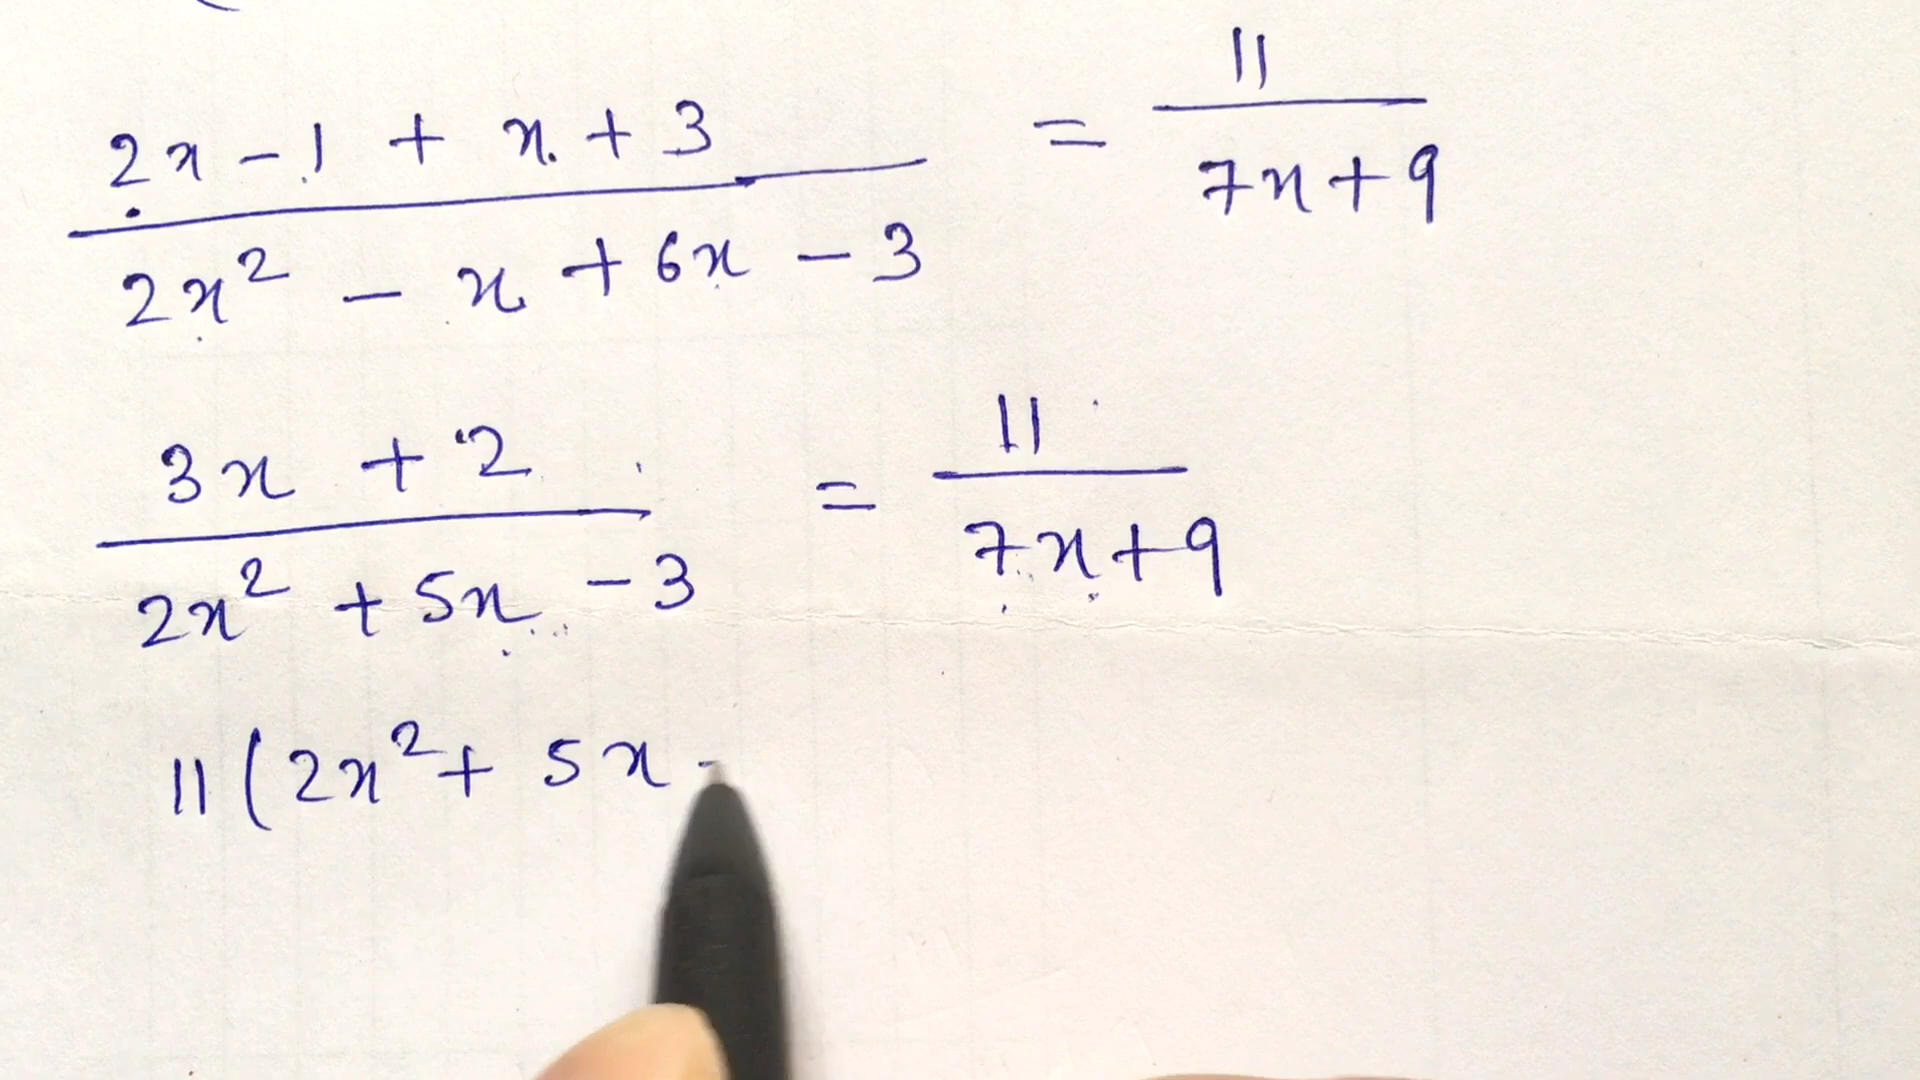 2x - 1 + x + 3 / 2x² - x + 6x - 3 = 11 / 7x + 9
3x + 2 / 2x² + 5x - 3 = 11 / 7x + 9
11 ( 2x² + 5x -